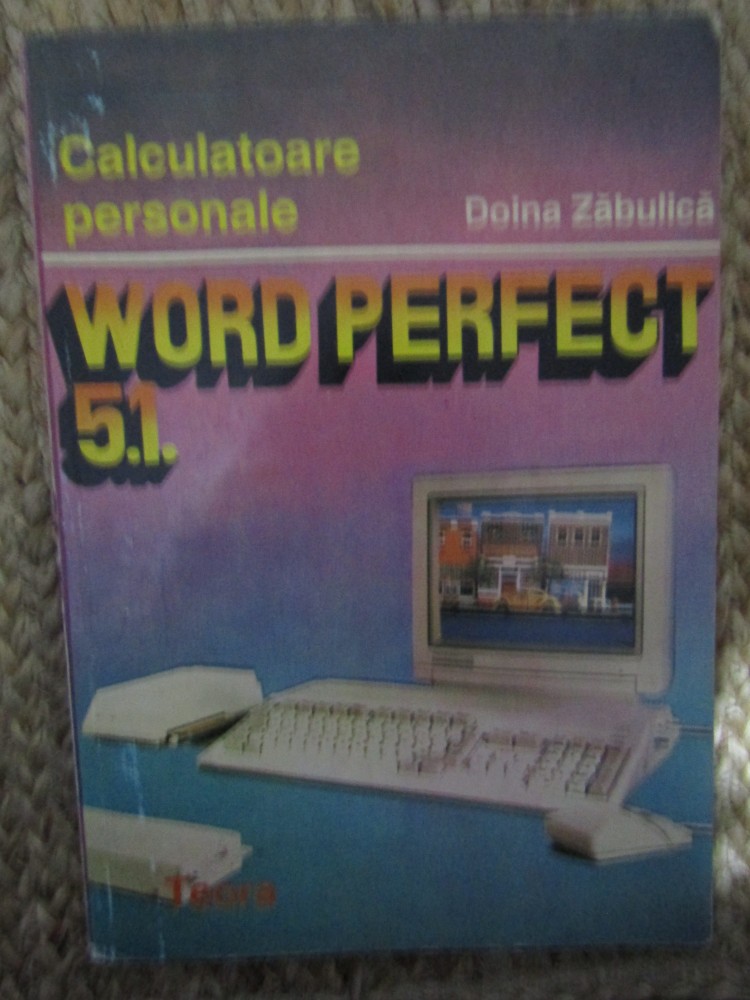 Calculatoare
personale
Doina Zăbulică
WORD PERFECT
5.1.
Teora